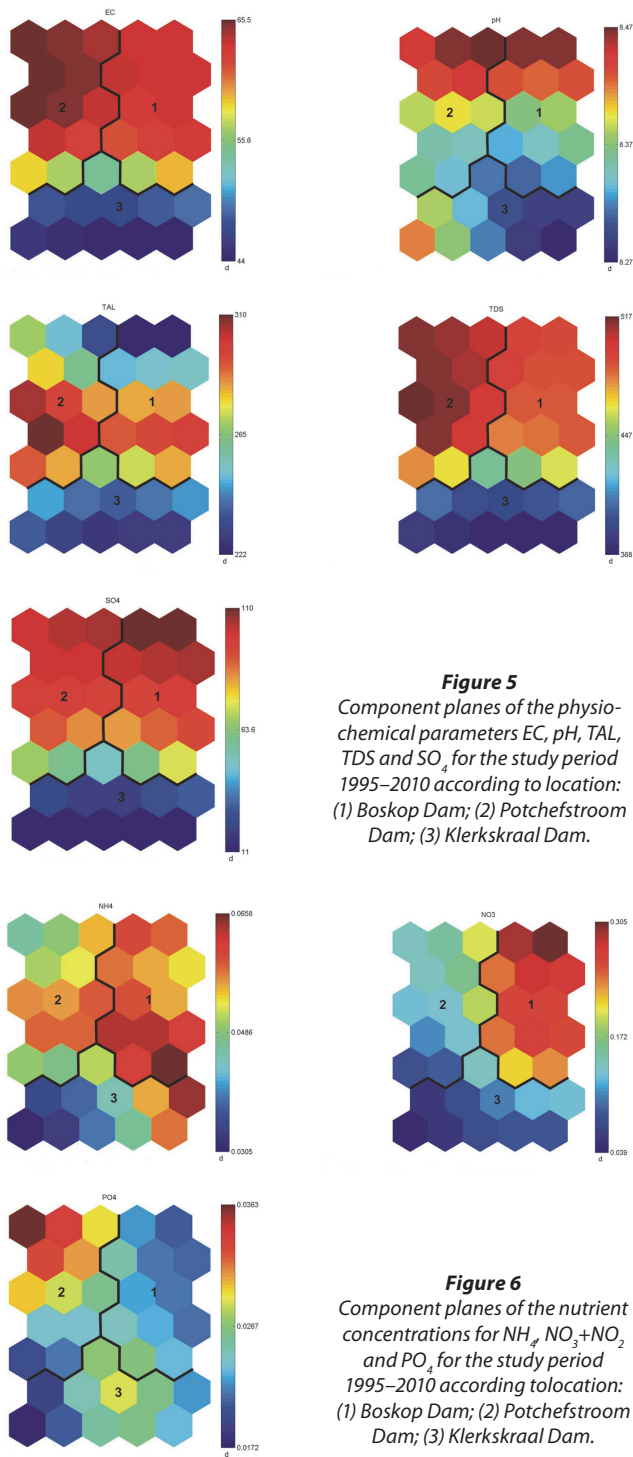 EC
65.5
55.6
44
d
2
1
3
pH
8.47
8.37
8.27
d
2
1
3
TAL
310
265
222
d
2
1
3
TDS
517
447
368
d
2
1
3
SO4
110
63.6
11
d
2
1
3
Figure 5
Component planes of the physio-
chemical parameters EC, pH, TAL,
TDS and SO4 for the study period
1995–2010 according to location:
(1) Boskop Dam; (2) Potchefstroom
Dam; (3) Klerkskraal Dam.
NH4
0.0658
0.0486
0.0305
d
2
1
3
NO3
0.305
0.172
0.039
d
2
1
3
PO4
0.0363
0.0267
0.0172
d
2
1
3
Figure 6
Component planes of the nutrient
concentrations for NH4, NO3+NO2
and PO4 for the study period
1995–2010 according tolocation:
(1) Boskop Dam; (2) Potchefstroom
Dam; (3) Klerkskraal Dam.